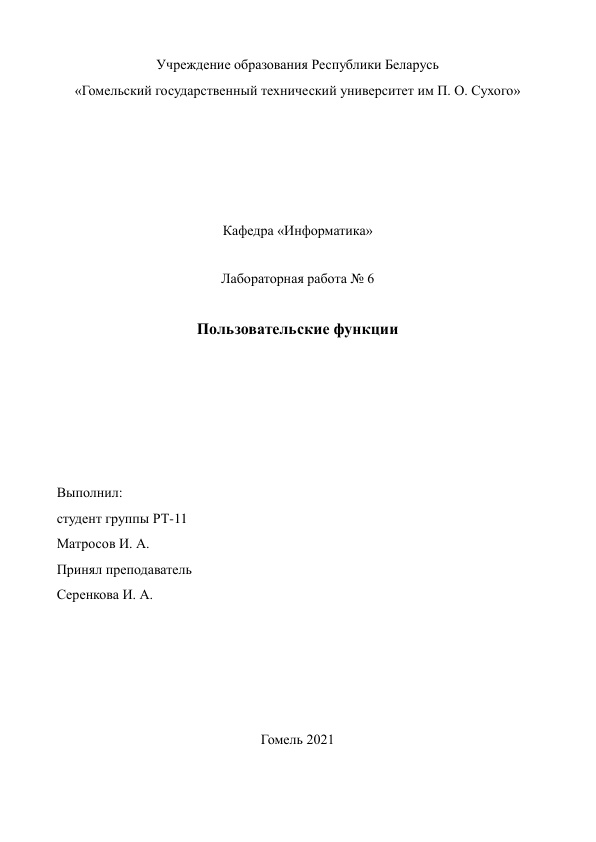 Учреждение образования Республики Беларусь
«Гомельский государственный технический университет им П. О. Сухого»
Кафедра «Информатика»
Лабораторная работа № 6
Пользовательские функции
Выполнил:
студент группы РТ-11
Матросов И. А.
Принял преподаватель
Серенкова И. А.
Гомель 2021